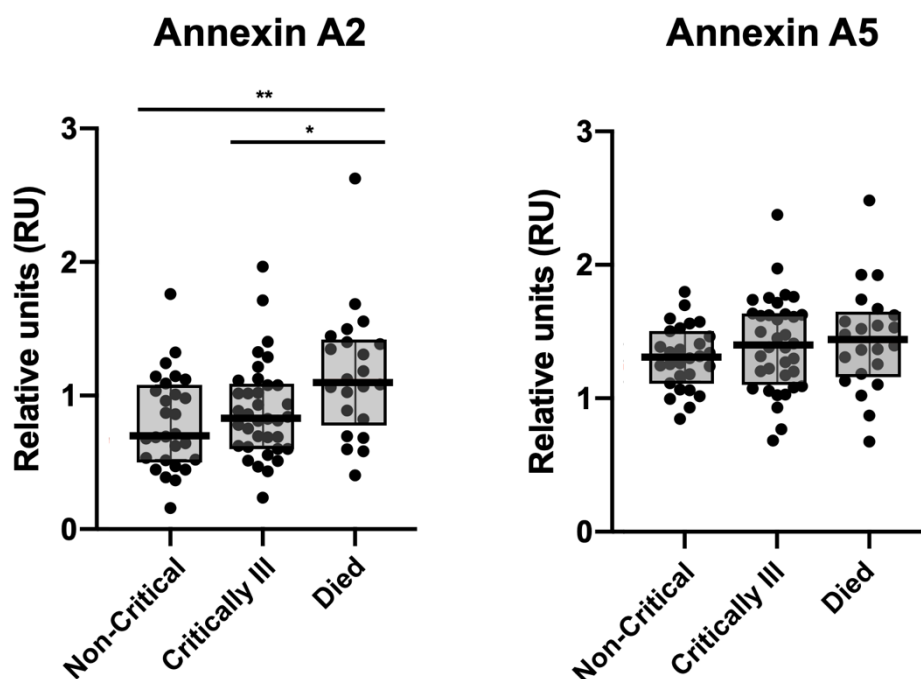 Annexin A2
**
*
Relative units (RU)
3
2
1
0
Non-Critical
Critically Ill
Died
Annexin A5
Relative units (RU)
3
2
1
0
Non-Critical
Critically Ill
Died